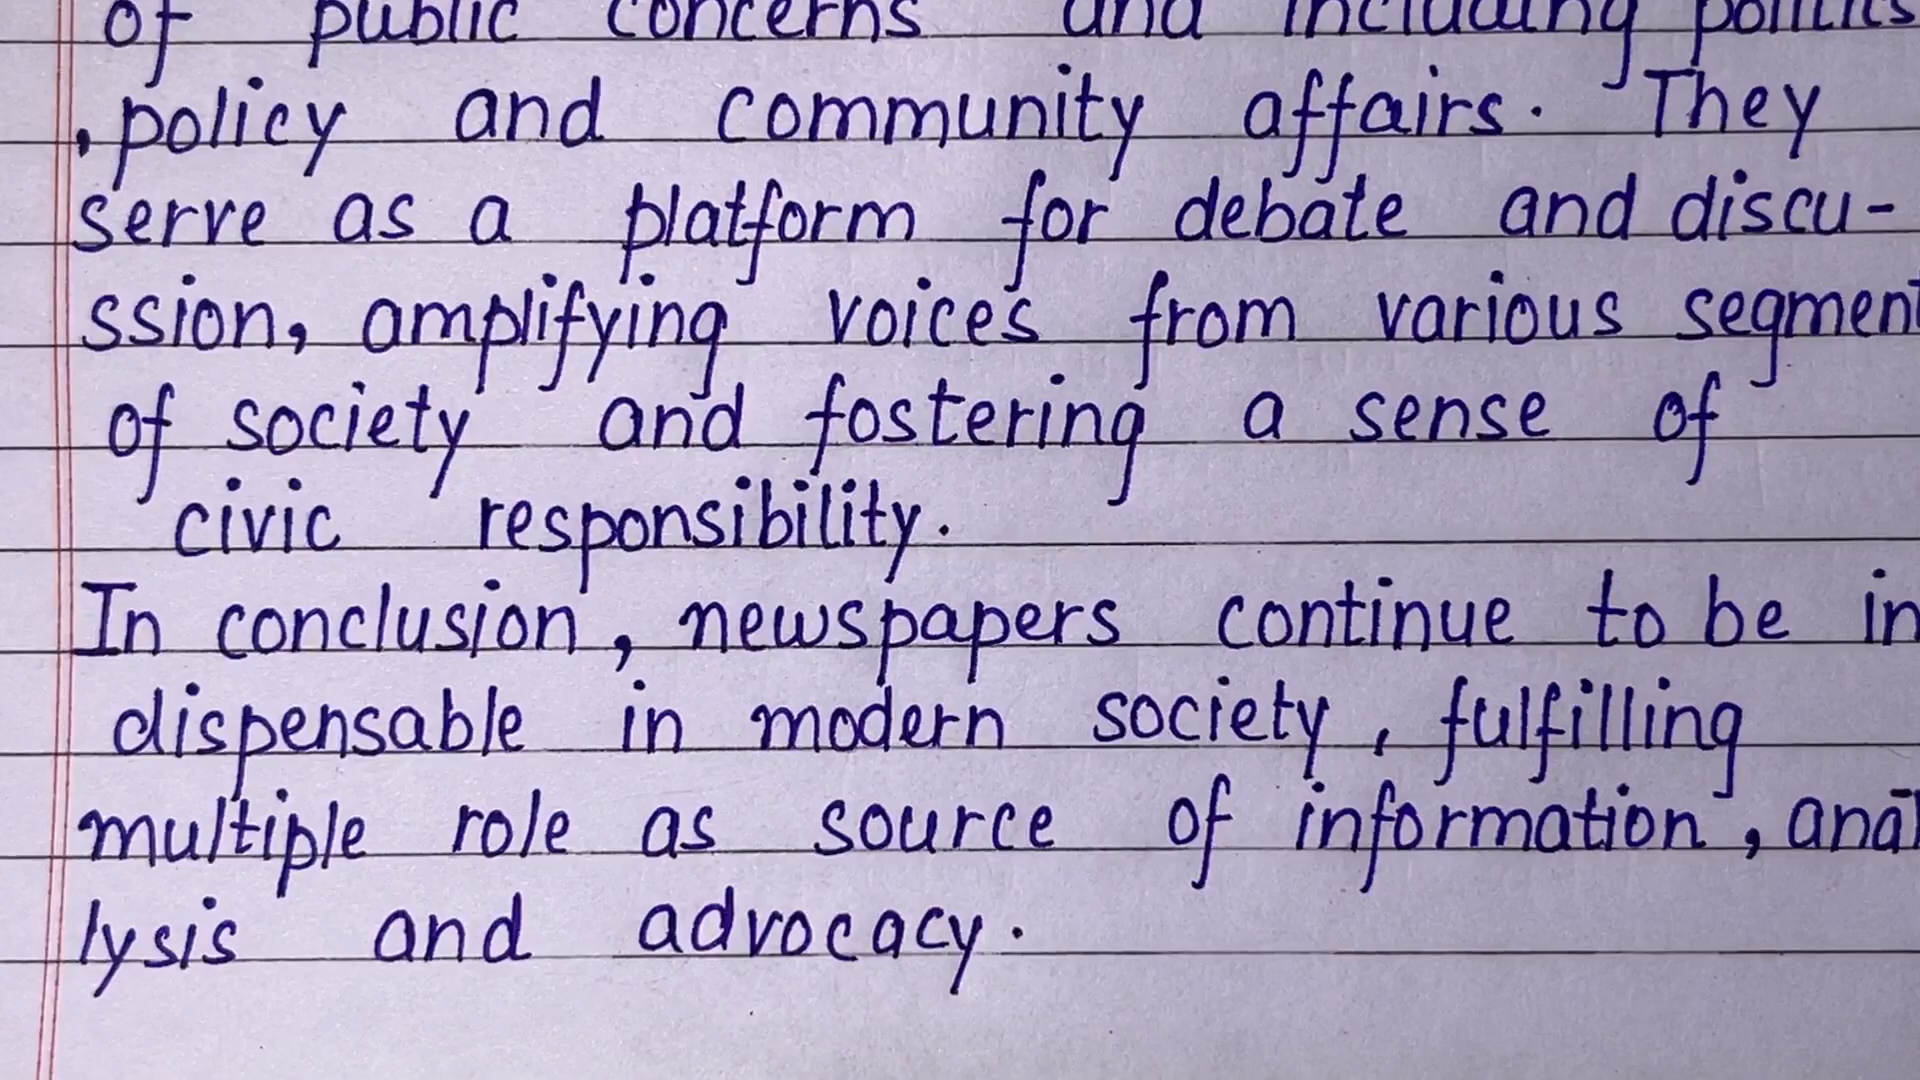 of public concerns and including politics
, policy and community affairs. They
serve as a platform for debate and discu-
ssion, amplifying voices from various segment
of society and fostering a sense of
civic responsibility.
In conclusion, newspapers continue to be in
dispensable in modern society, fulfilling
multiple role as source of information, ana
lysis and advocacy.